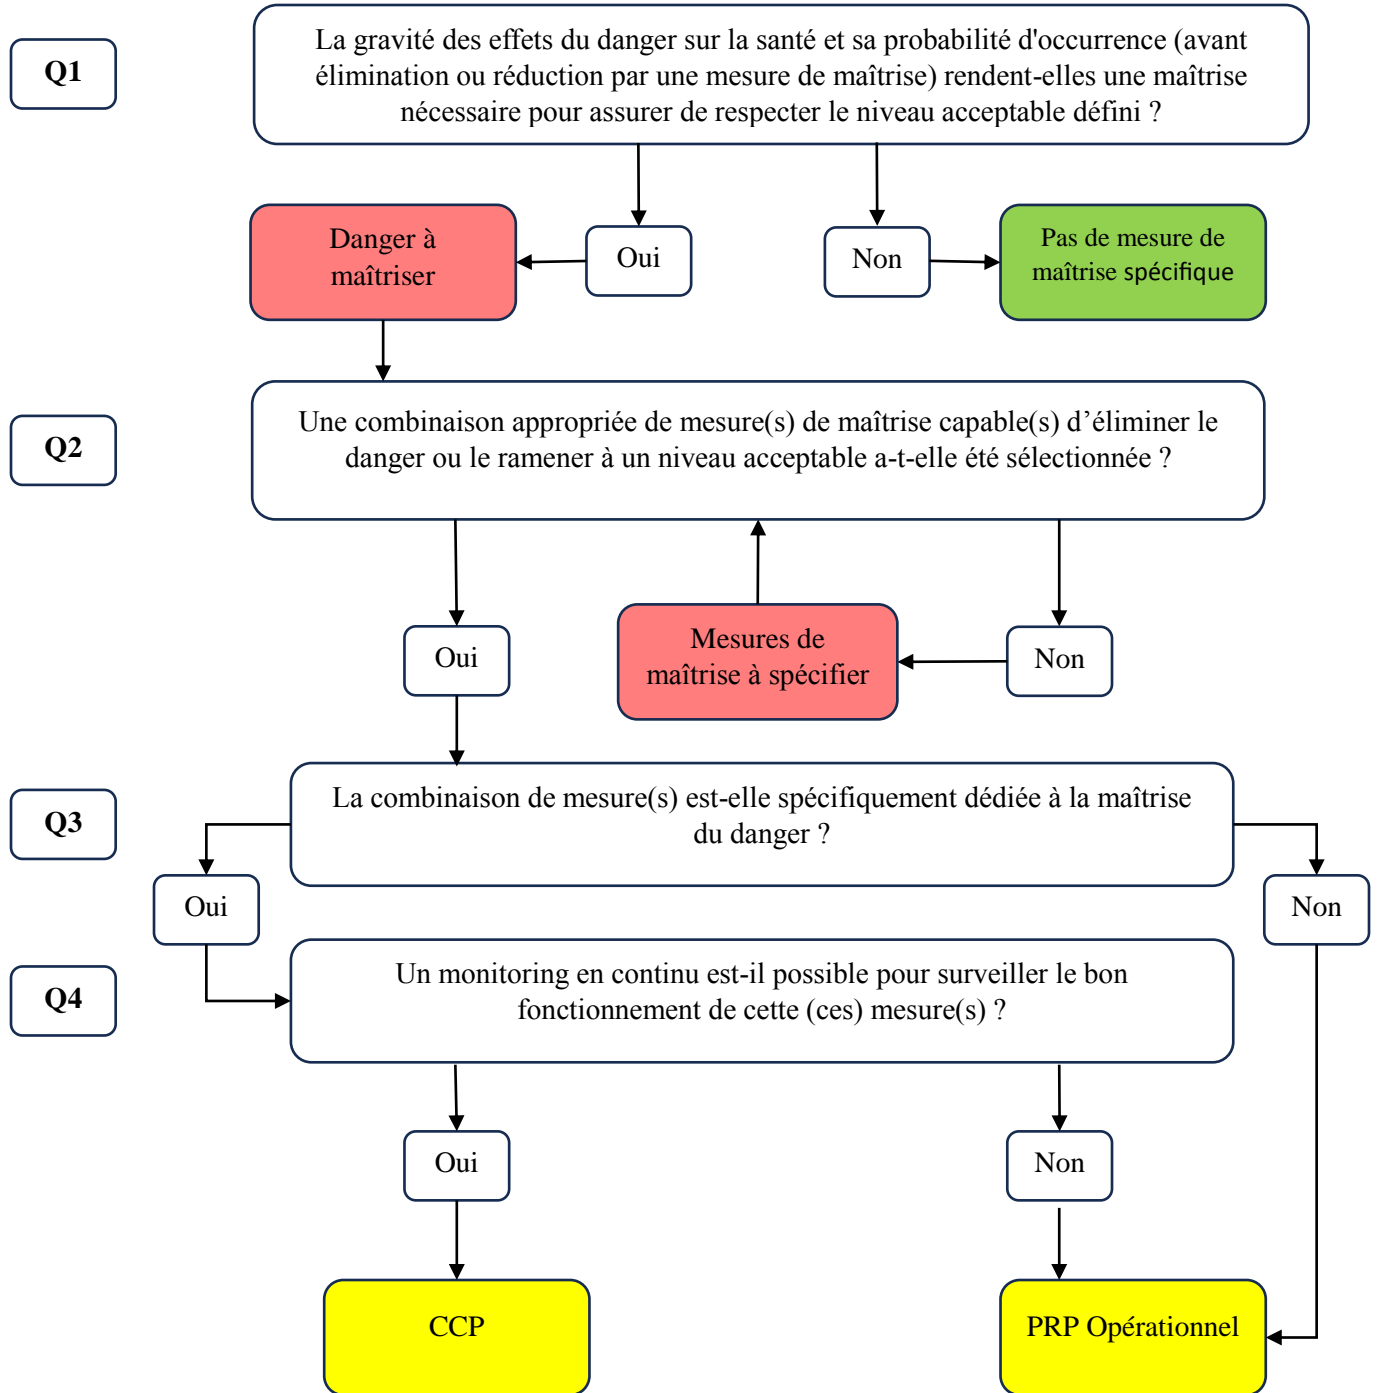 Q1
La gravité des effets du danger sur la santé et sa probabilité d'occurrence (avant
élimination ou réduction par une mesure de maîtrise) rendent-elles une maîtrise
nécessaire pour assurer de respecter le niveau acceptable défini ?
Danger à
maîtriser
Oui
Non
Pas de mesure de
maîtrise spécifique
Q2
Une combinaison appropriée de mesure(s) de maîtrise capable(s) d’éliminer le
danger ou le ramener à un niveau acceptable a-t-elle été sélectionnée ?
Oui
Mesures de
maîtrise à spécifier
Non
Q3
La combinaison de mesure(s) est-elle spécifiquement dédiée à la maîtrise
du danger ?
Oui
Non
Q4
Un monitoring en continu est-il possible pour surveiller le bon
fonctionnement de cette (ces) mesure(s) ?
Oui
Non
CCP
PRP Opérationnel